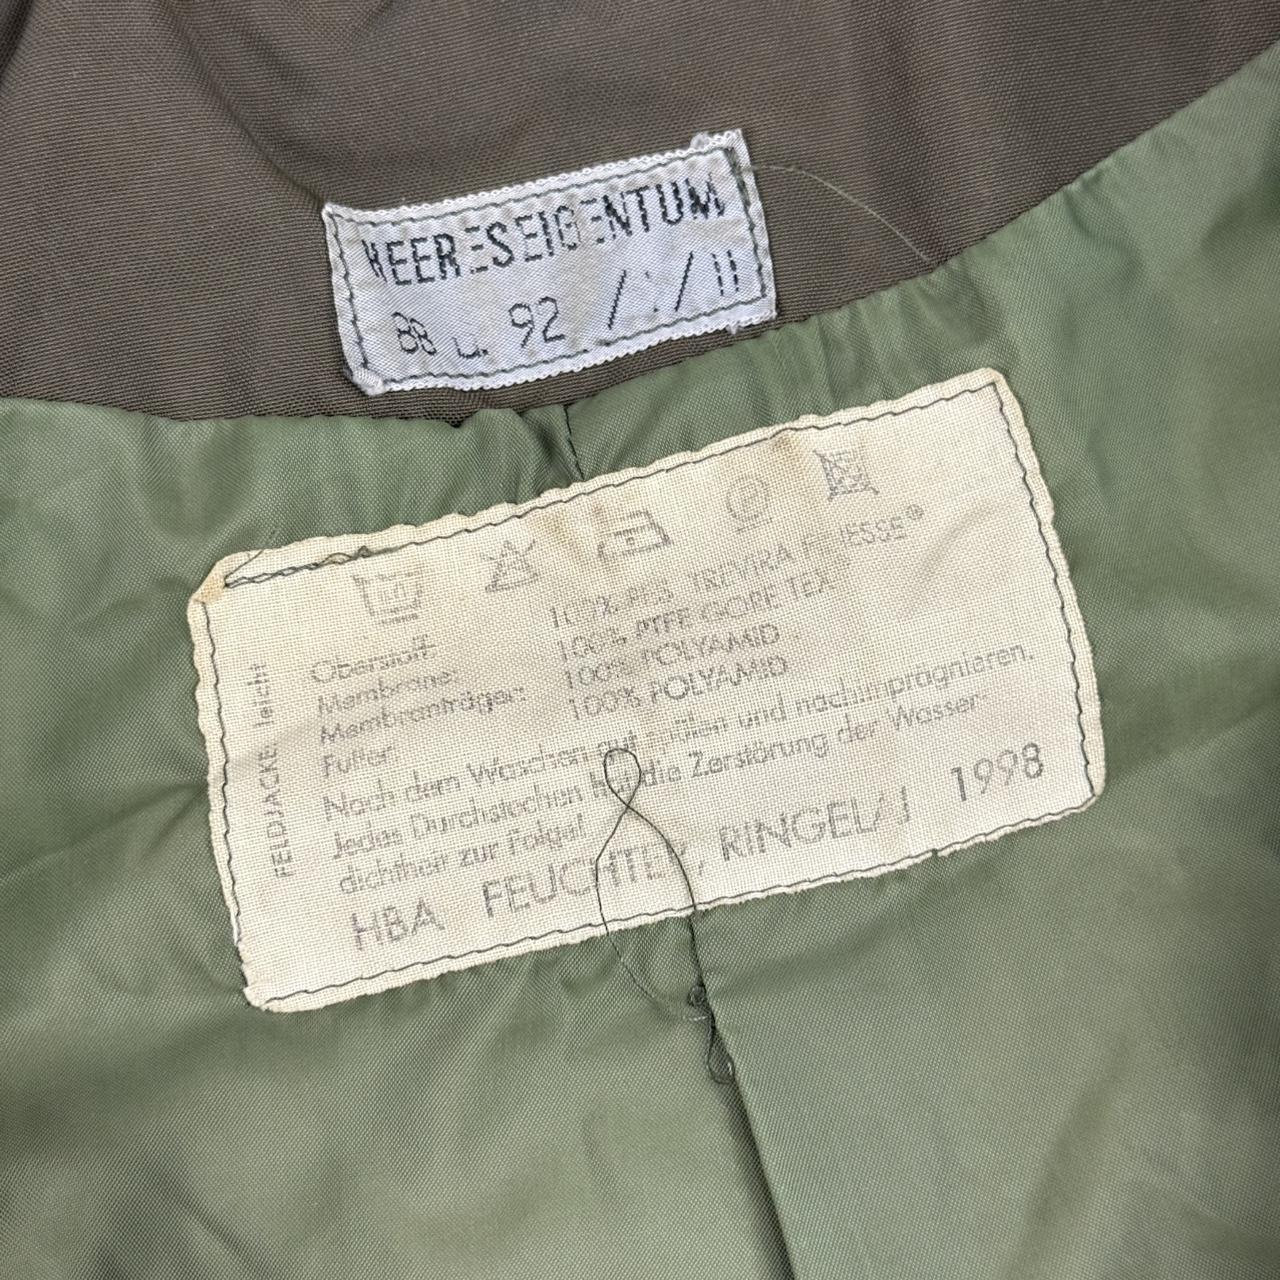 HEERESEIGENTUM
88 u. 92 / 1 / II
FELDJACKE, leicht
Oberstoff: 100% PES TREVIRA FINESSE®
Membrane: 100% PTFE GORE TEX
Membranträger: 100% POLYAMID
Futter: 100% POLYAMID
Nach dem Waschen gut spülen und nachimprägnieren.
Jedes Durchstechen hat die Zerstörung der Wasser-
dichtheit zur Folge!
HBA FEUCHTER, RINGELAI 1998